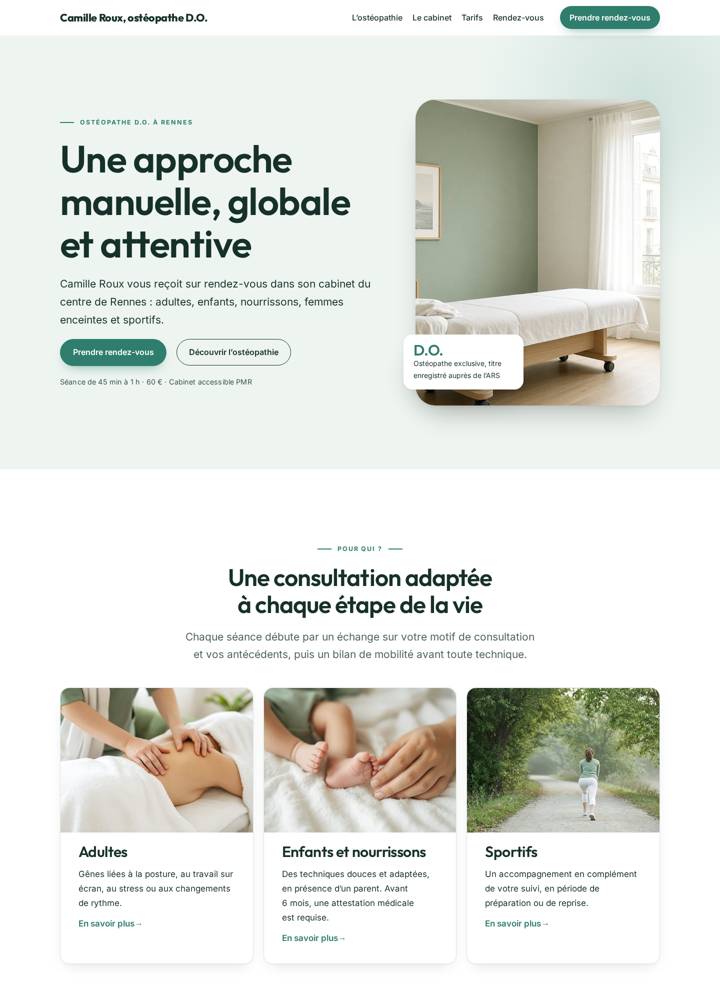 Camille Roux, ostéopathe D.O.
L'ostéopathie
Le cabinet
Tarifs
Rendez-vous
Prendre rendez-vous
OSTÉOPATHE D.O. À RENNES
Une approche
manuelle, globale
et attentive
Camille Roux vous reçoit sur rendez-vous dans son cabinet du
centre de Rennes : adultes, enfants, nourrissons, femmes
enceintes et sportifs.
Prendre rendez-vous
Découvrir l'ostéopathie
Séance de 45 min à 1 h · 60 € · Cabinet accessible PMR
D.O.
Ostéopathe exclusive, titre
enregistré auprès de l'ARS
POUR QUI ?
Une consultation adaptée
à chaque étape de la vie
Chaque séance débute par un échange sur votre motif de consultation
et vos antécédents, puis un bilan de mobilité avant toute technique.
Adultes
Gênes liées à la posture, au travail sur
écran, au stress ou aux changements
de rythme.
En savoir plus→
Enfants et nourrissons
Des techniques douces et adaptées,
en présence d'un parent. Avant
6 mois, une attestation médicale
est requise.
En savoir plus→
Sportifs
Un accompagnement en complément
de votre suivi, en période de
préparation ou de reprise.
En savoir plus→